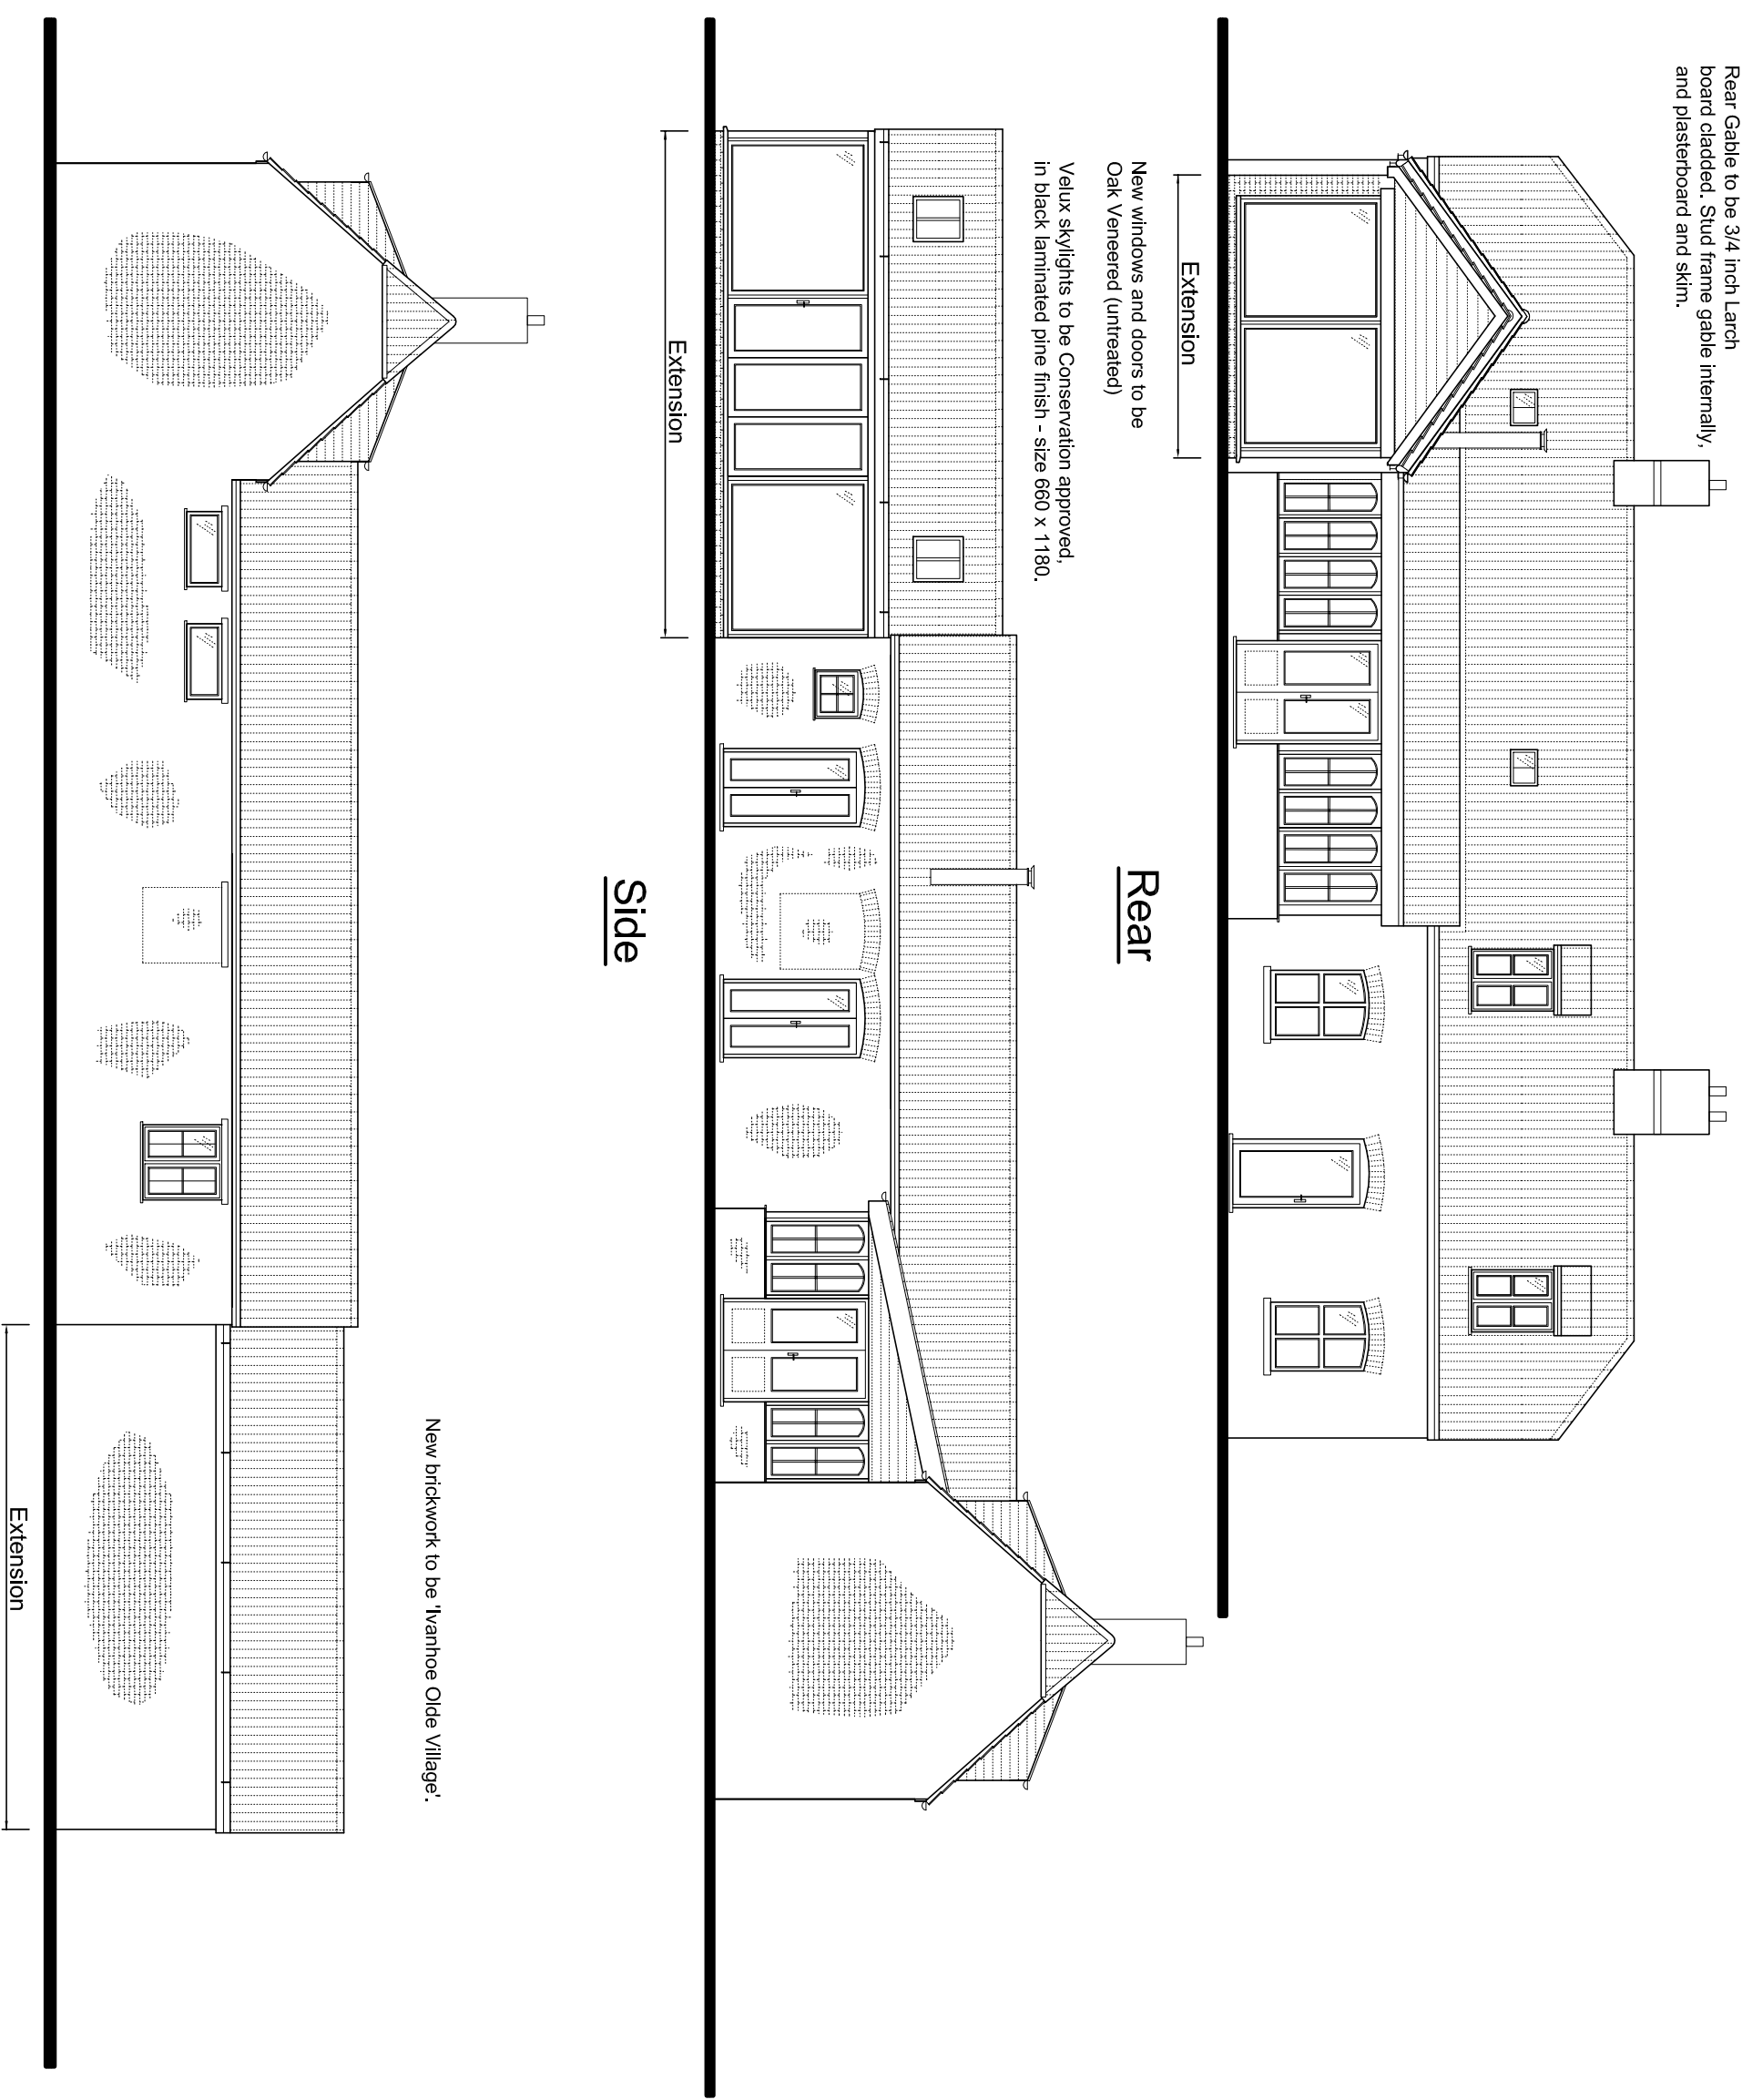 Rear Gable to be 3/4 inch Larch
board cladded. Stud frame gable internally,
and plasterboard and skim.
Extension
Rear
New windows and doors to be
Oak Veneered (untreated)
Velux skylights to be Conservation approved,
in black laminated pine finish - size 660 x 1180.
Extension
Side
New brickwork to be 'Ivanhoe Olde Village'.
Extension